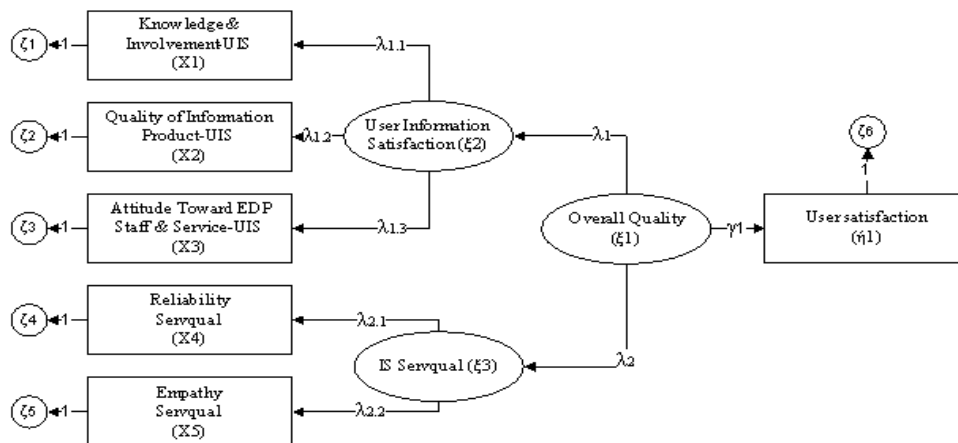 ζ1
1
Knowledge &
Involvement-UIS
(X1)
λ1.1
ζ2
1
Quality of Information
Product-UIS
(X2)
λ1.2
User Information
Satisfaction (ξ2)
λ1
ζ6
1
ζ3
1
Attitude Toward EDP
Staff & Service-UIS
(X3)
λ1.3
Overall Quality
(ξ1)
γ1
User satisfaction
(ή1)
ζ4
1
Reliability
Servqual
(X4)
λ2.1
IS Servqual (ξ3)
λ2
ζ5
1
Empathy
Servqual
(X5)
λ2.2